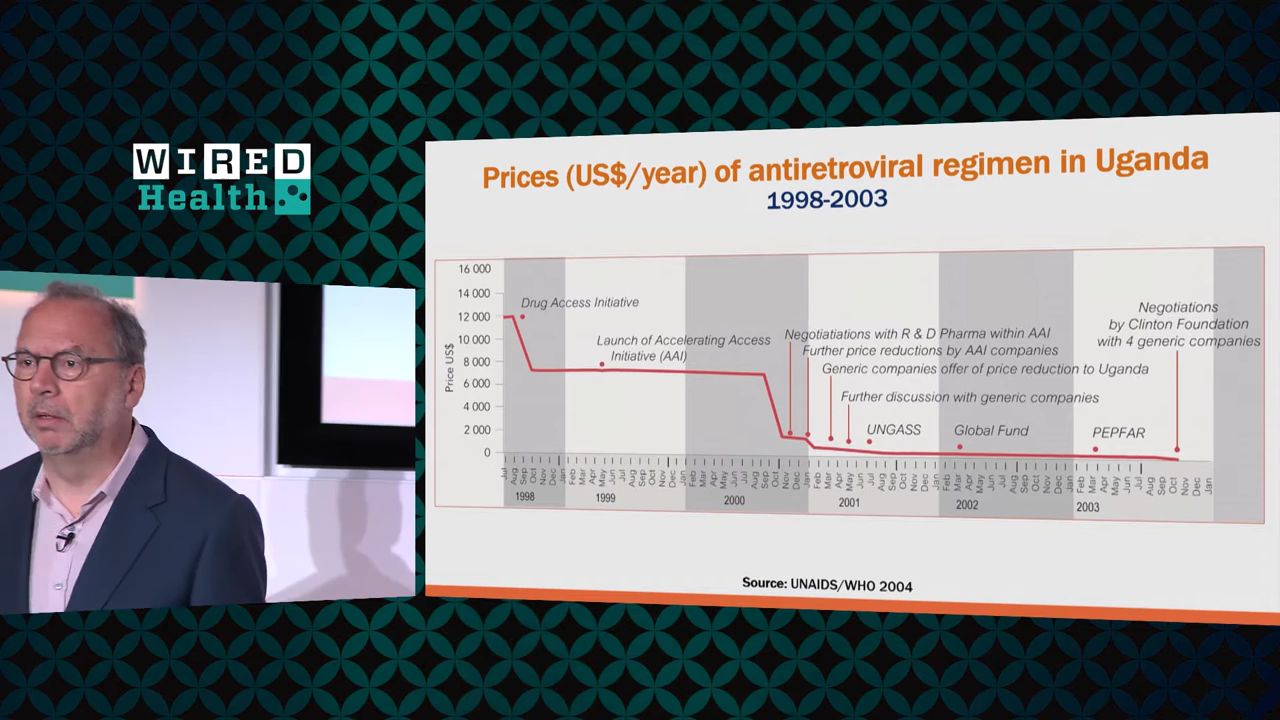 WIRED
Health
Prices (US$/year) of antiretroviral regimen in Uganda
1998-2003
16 000
14 000
12 000
10 000
8 000
6 000
4 000
2 000
0
Price US$
Drug Access Initiative
Launch of Accelerating Access
Initiative (AAI)
Negotiatiations with R & D Pharma within AAI
Further price reductions by AAI companies
Generic companies offer of price reduction to Uganda
Further discussion with generic companies
UNGASS
Global Fund
PEPFAR
Negotiations
by Clinton Foundation
with 4 generic companies
Jul Aug Sep Oct Nov Dec Jan Feb Mar Apr May Jun Jul Aug Sep Oct Nov Dec Jan Feb Mar Apr May Jun Jul Aug Sep Oct Nov Dec Jan Feb Mar Apr May Jun Jul Aug Sep Oct Nov Dec Jan Feb Mar Apr May Jun Jul Aug Sep Oct Nov Dec Jan Feb Mar Apr May Jun Jul Aug Sep Oct Nov Dec Jan
1998 1999 2000 2001 2002 2003
Source: UNAIDS/WHO 2004